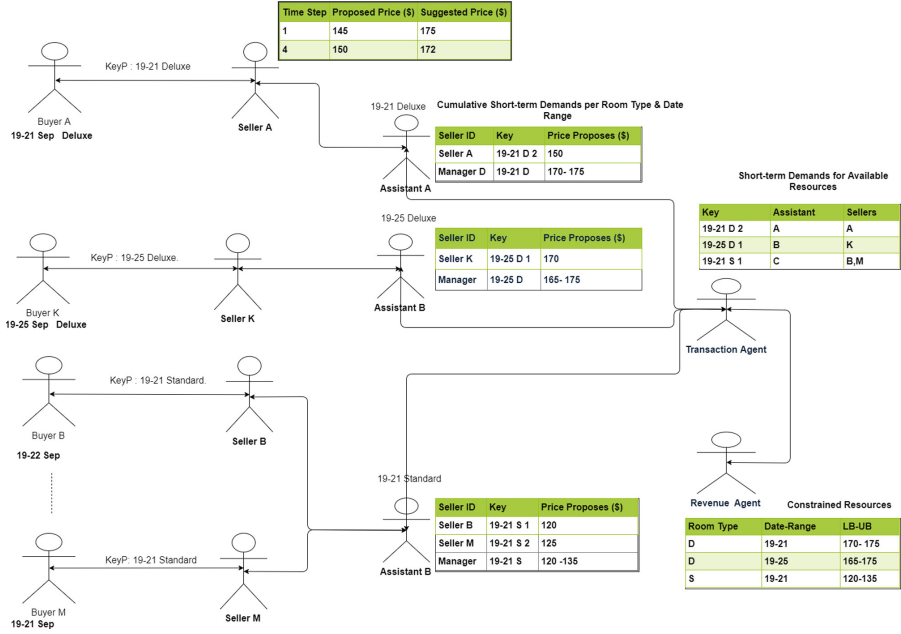 Time Step Proposed Price ($) Suggested Price ($)
1 145 175
4 150 172
KeyP : 19-21 Deluxe
Buyer A
19-21 Sep Deluxe
Seller A
19-21 Deluxe
Assistant A
Cumulative Short-term Demands per Room Type & Date
Range
Seller ID Key Price Proposes ($)
Seller A 19-21 D 2 150
Manager D 19-21 D 170- 175
Short-term Demands for Available
Resources
Key Assistant Sellers
19-21 D 2 A A
19-25 D 1 B K
19-21 S 1 C B,M
19-25 Deluxe
KeyP : 19-25 Deluxe.
Buyer K
19-25 Sep Deluxe
Seller K
Assistant B
Seller ID Key Price Proposes ($)
Seller K 19-25 D 1 170
Manager 19-25 D 165- 175
Transaction Agent
KeyP : 19-21 Standard.
Buyer B
19-22 Sep
Seller B
19-21 Standard
Assistant B
Seller ID Key Price Proposes ($)
Seller B 19-21 S 1 120
Seller M 19-21 S 2 125
Manager 19-21 S 120 -135
KeyP: 19-21 Standard
Buyer M
19-21 Sep
Seller M
Revenue Agent
Constrained Resources
Room Type Date-Range LB-UB
D 19-21 170- 175
D 19-25 165-175
S 19-21 120-135